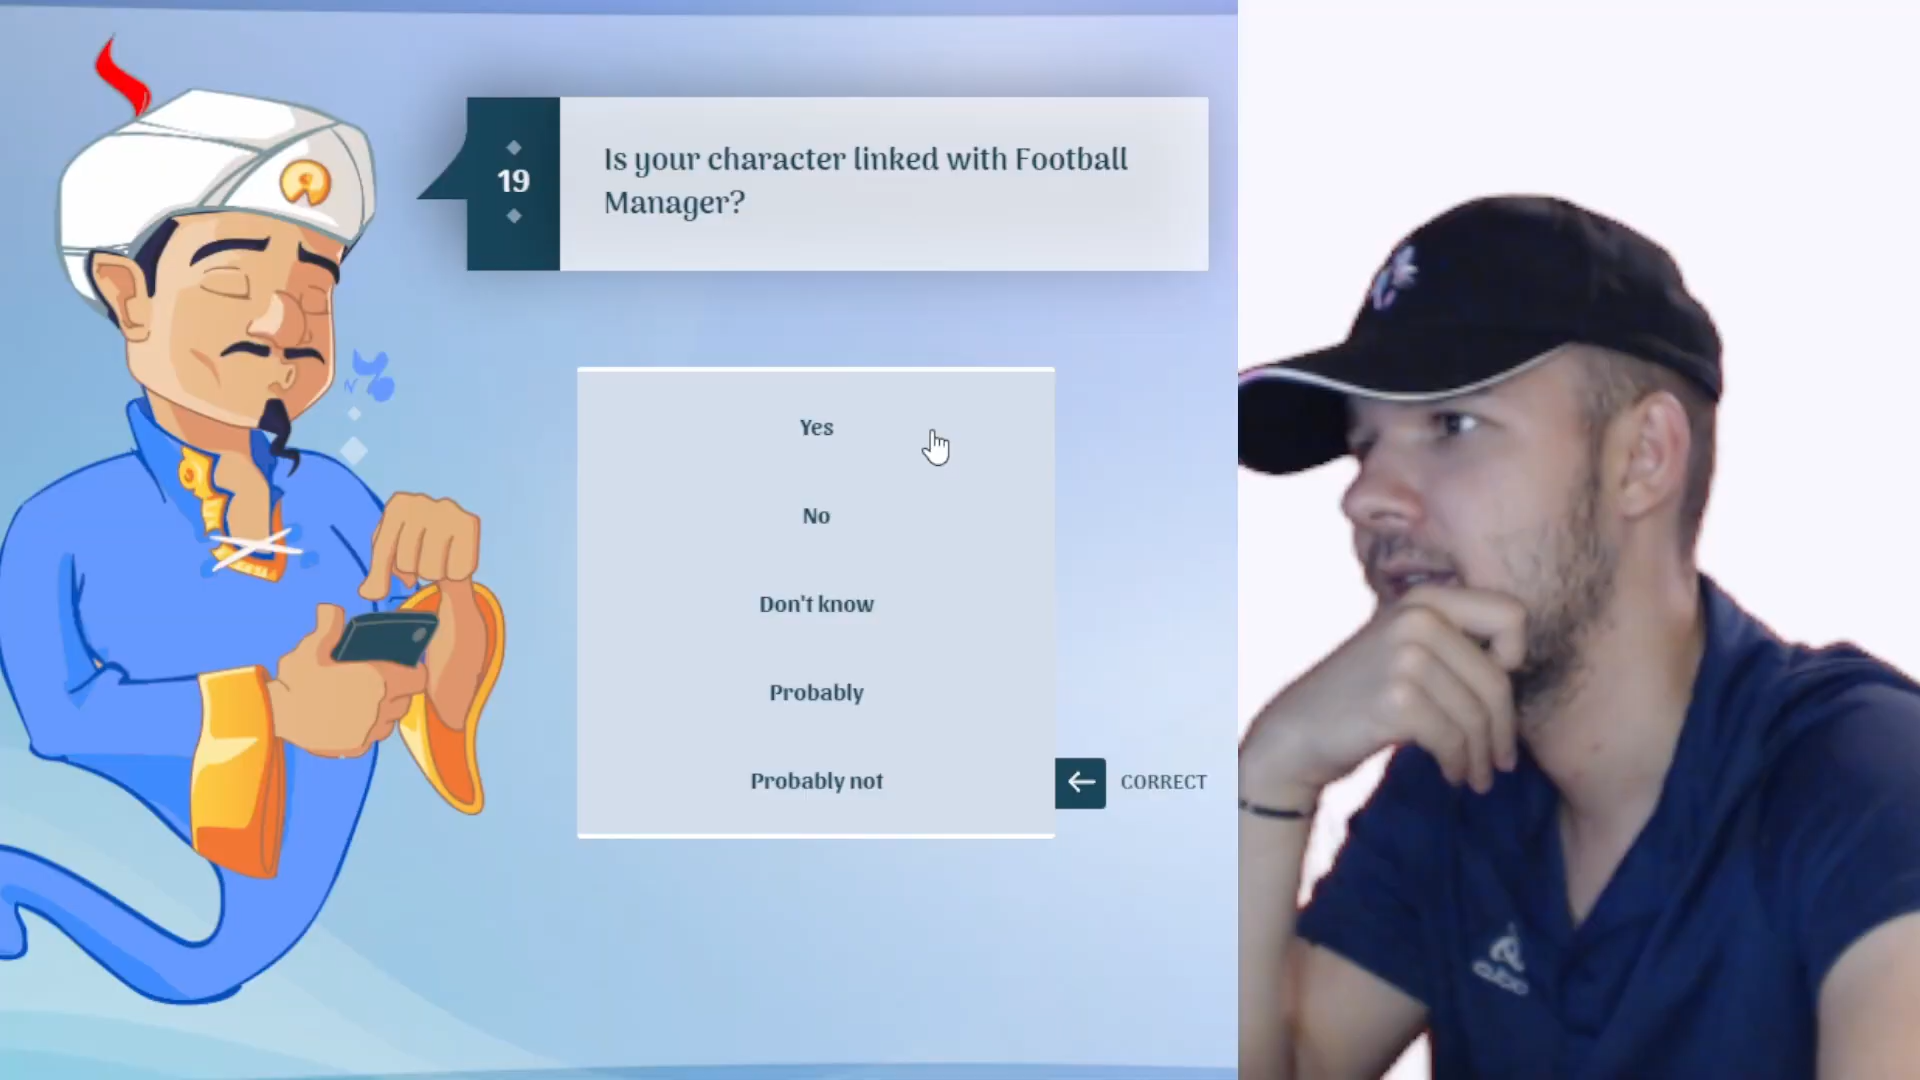 19
Is your character linked with Football
Manager?
Yes
No
Don't know
Probably
Probably not
CORRECT